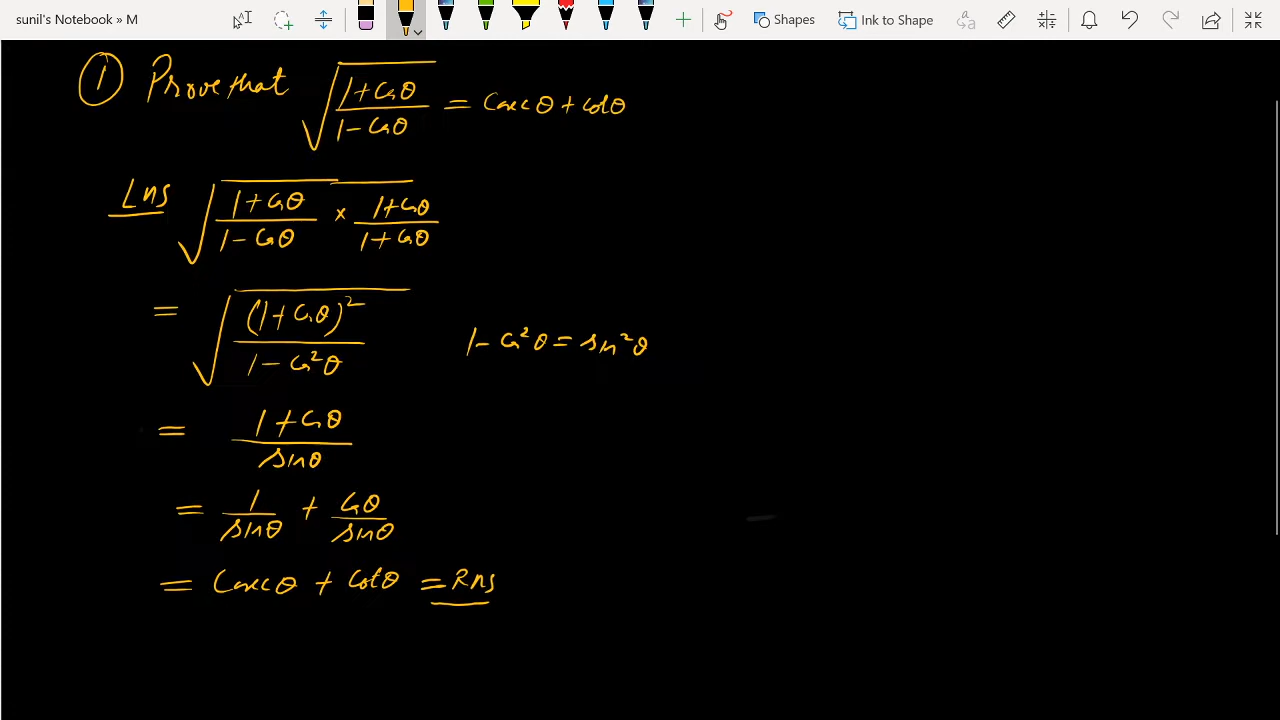 sunil's Notebook » M
Shapes
Ink to Shape
① Prove that √((1+Cosθ)/(1-Cosθ)) = Cosecθ + Cotθ
LHS √((1+Cosθ)/(1-Cosθ) × (1+Cosθ)/(1+Cosθ))
= √((1+Cosθ)²/(1-Cos²θ))
1-Cos²θ = sin²θ
= (1+Cosθ)/sinθ
= 1/sinθ + Cosθ/sinθ
= Cosecθ + Cotθ = RHS